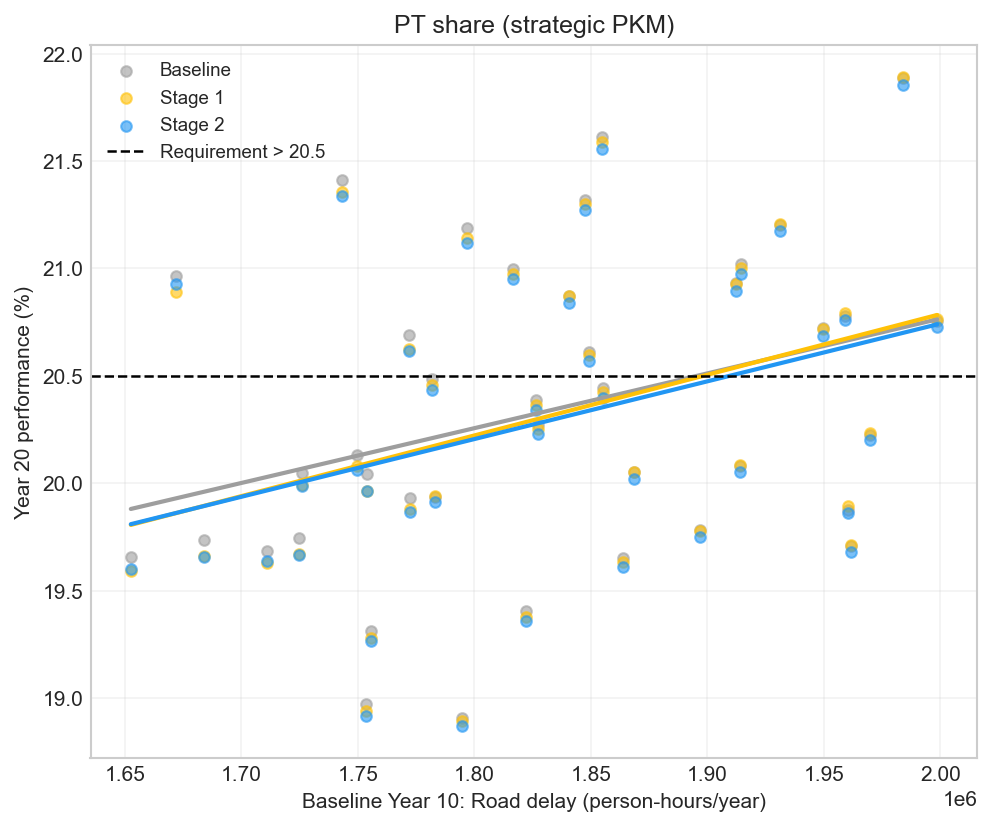 PT share (strategic PKM)
Baseline
Stage 1
Stage 2
Requirement > 20.5
22.0
21.5
21.0
20.5
20.0
19.5
19.0
Year 20 performance (%)
1.65 1.70 1.75 1.80 1.85 1.90 1.95 2.00
1e6
Baseline Year 10: Road delay (person-hours/year)